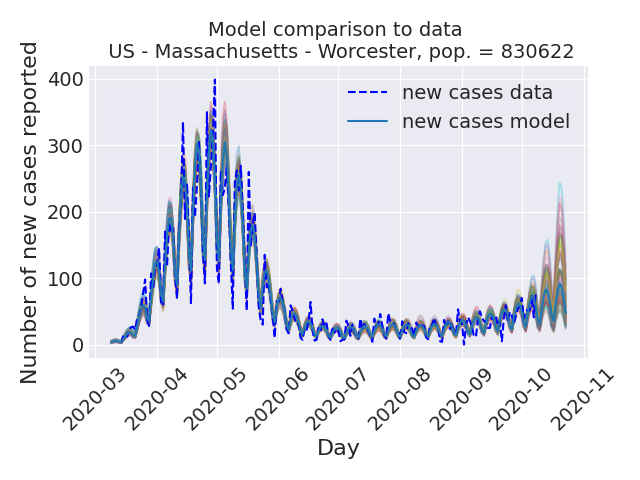 Model comparison to data
US - Massachusetts - Worcester, pop. = 830622
Number of new cases reported
400
300
200
100
0
new cases data
new cases model
2020-03
2020-04
2020-05
2020-06
2020-07
2020-08
2020-09
2020-10
2020-11
Day